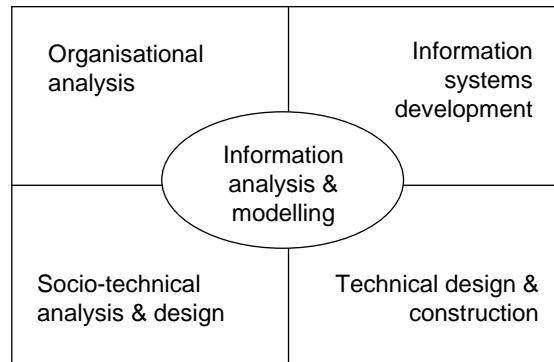 Organisational
analysis
Information
systems
development
Information
analysis &
modelling
Socio-technical
analysis & design
Technical design &
construction